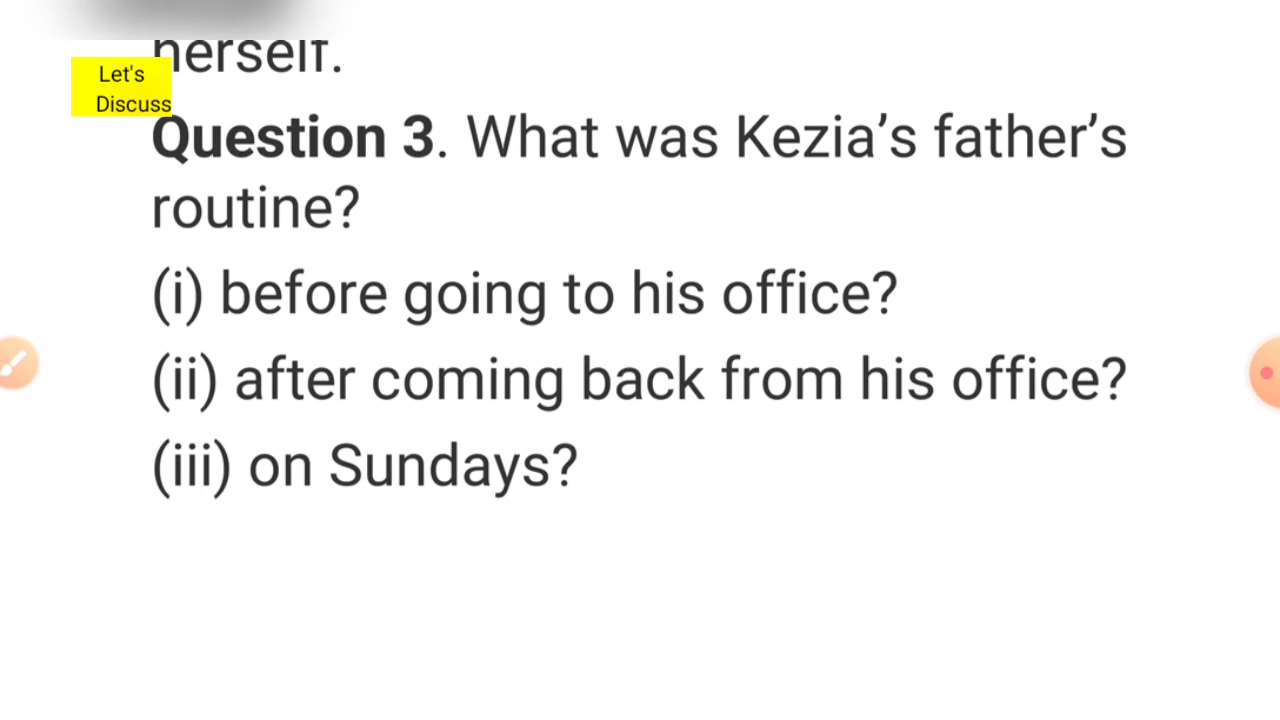 herself.
Let's
Discuss
Question 3. What was Kezia’s father’s
routine?
(i) before going to his office?
(ii) after coming back from his office?
(iii) on Sundays?